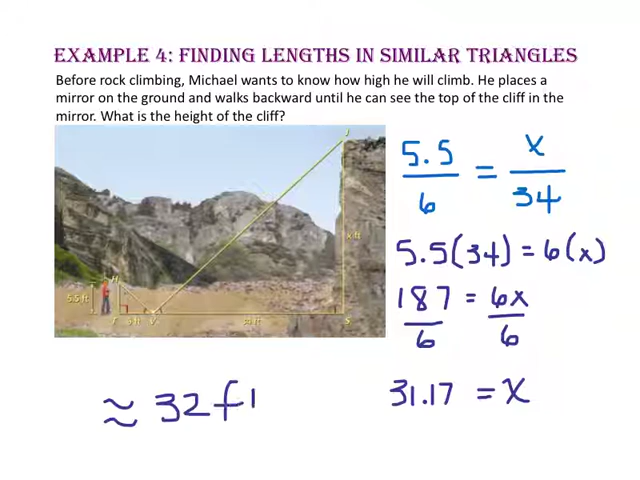 EXAMPLE 4: FINDING LENGTHS IN SIMILAR TRIANGLES
Before rock climbing, Michael wants to know how high he will climb. He places a
mirror on the ground and walks backward until he can see the top of the cliff in the
mirror. What is the height of the cliff?
J
x ft
H
5.5 ft
T 6 ft V 34 ft S
5.5/6 = x/34
5.5(34) = 6(x)
187/6 = 6x/6
31.17 = x
≈ 32 f